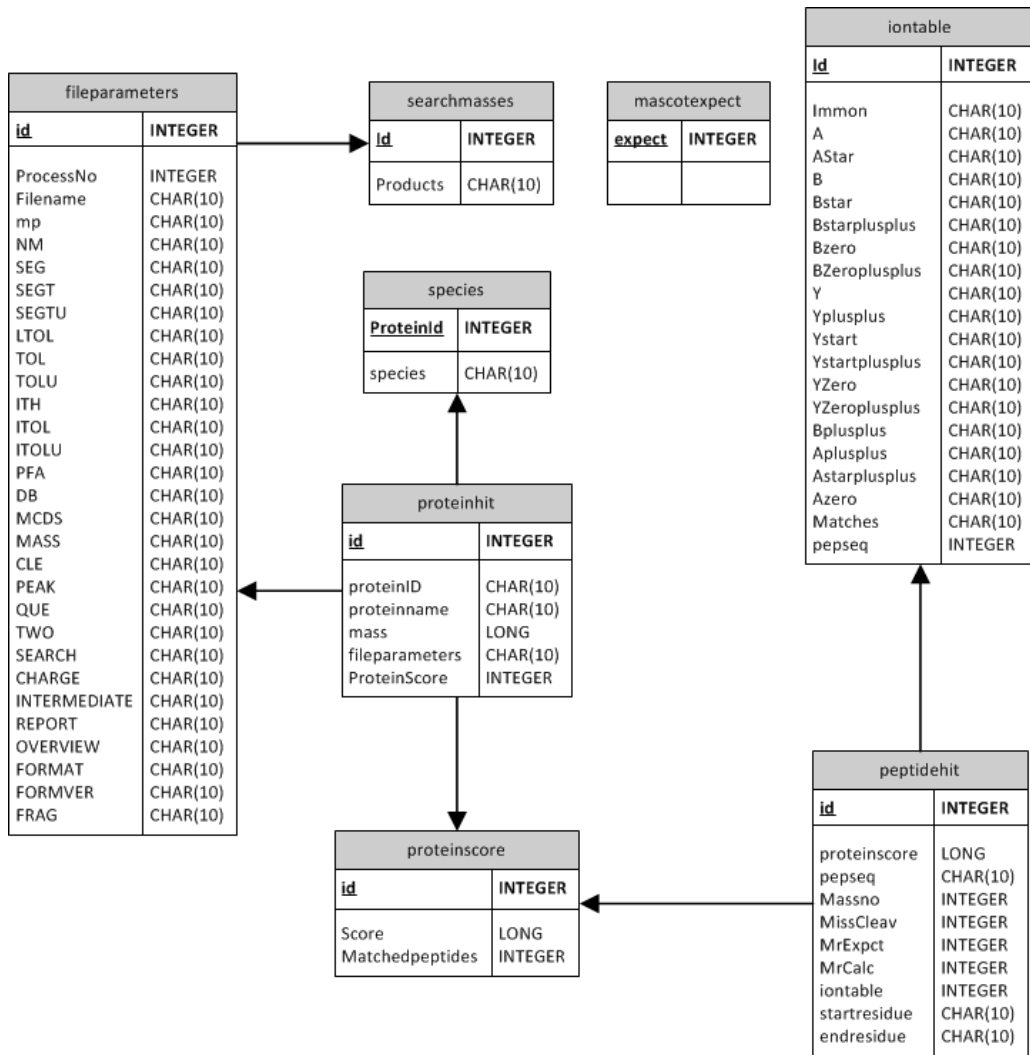 fileparameters
id INTEGER
ProcessNo INTEGER
Filename CHAR(10)
mp CHAR(10)
NM CHAR(10)
SEG CHAR(10)
SEGT CHAR(10)
SEGTU CHAR(10)
LTOL CHAR(10)
TOL CHAR(10)
TOLU CHAR(10)
ITH CHAR(10)
ITOL CHAR(10)
ITOLU CHAR(10)
PFA CHAR(10)
DB CHAR(10)
MCDS CHAR(10)
MASS CHAR(10)
CLE CHAR(10)
PEAK CHAR(10)
QUE CHAR(10)
TWO CHAR(10)
SEARCH CHAR(10)
CHARGE CHAR(10)
INTERMEDIATE CHAR(10)
REPORT CHAR(10)
OVERVIEW CHAR(10)
FORMAT CHAR(10)
FORMVER CHAR(10)
FRAG CHAR(10)
searchmasses
Id INTEGER
Products CHAR(10)
mascotexpect
expect INTEGER
species
ProteinId INTEGER
species CHAR(10)
proteinhit
id INTEGER
proteinID CHAR(10)
proteinname CHAR(10)
mass LONG
fileparameters CHAR(10)
ProteinScore INTEGER
proteinscore
id INTEGER
Score LONG
Matchedpeptides INTEGER
iontable
Id INTEGER
Immon CHAR(10)
A CHAR(10)
AStar CHAR(10)
B CHAR(10)
Bstar CHAR(10)
Bstarplusplus CHAR(10)
Bzero CHAR(10)
BZeroplusplus CHAR(10)
Y CHAR(10)
Yplusplus CHAR(10)
Ystart CHAR(10)
Ystartplusplus CHAR(10)
YZero CHAR(10)
YZeroplusplus CHAR(10)
Bplusplus CHAR(10)
Aplusplus CHAR(10)
Astarplusplus CHAR(10)
Azero CHAR(10)
Matches CHAR(10)
pepseq INTEGER
peptidehit
id INTEGER
proteinscore LONG
pepseq CHAR(10)
Massno INTEGER
MissCleav INTEGER
MrExpct INTEGER
MrCalc INTEGER
iontable INTEGER
startresidue CHAR(10)
endresidue CHAR(10)